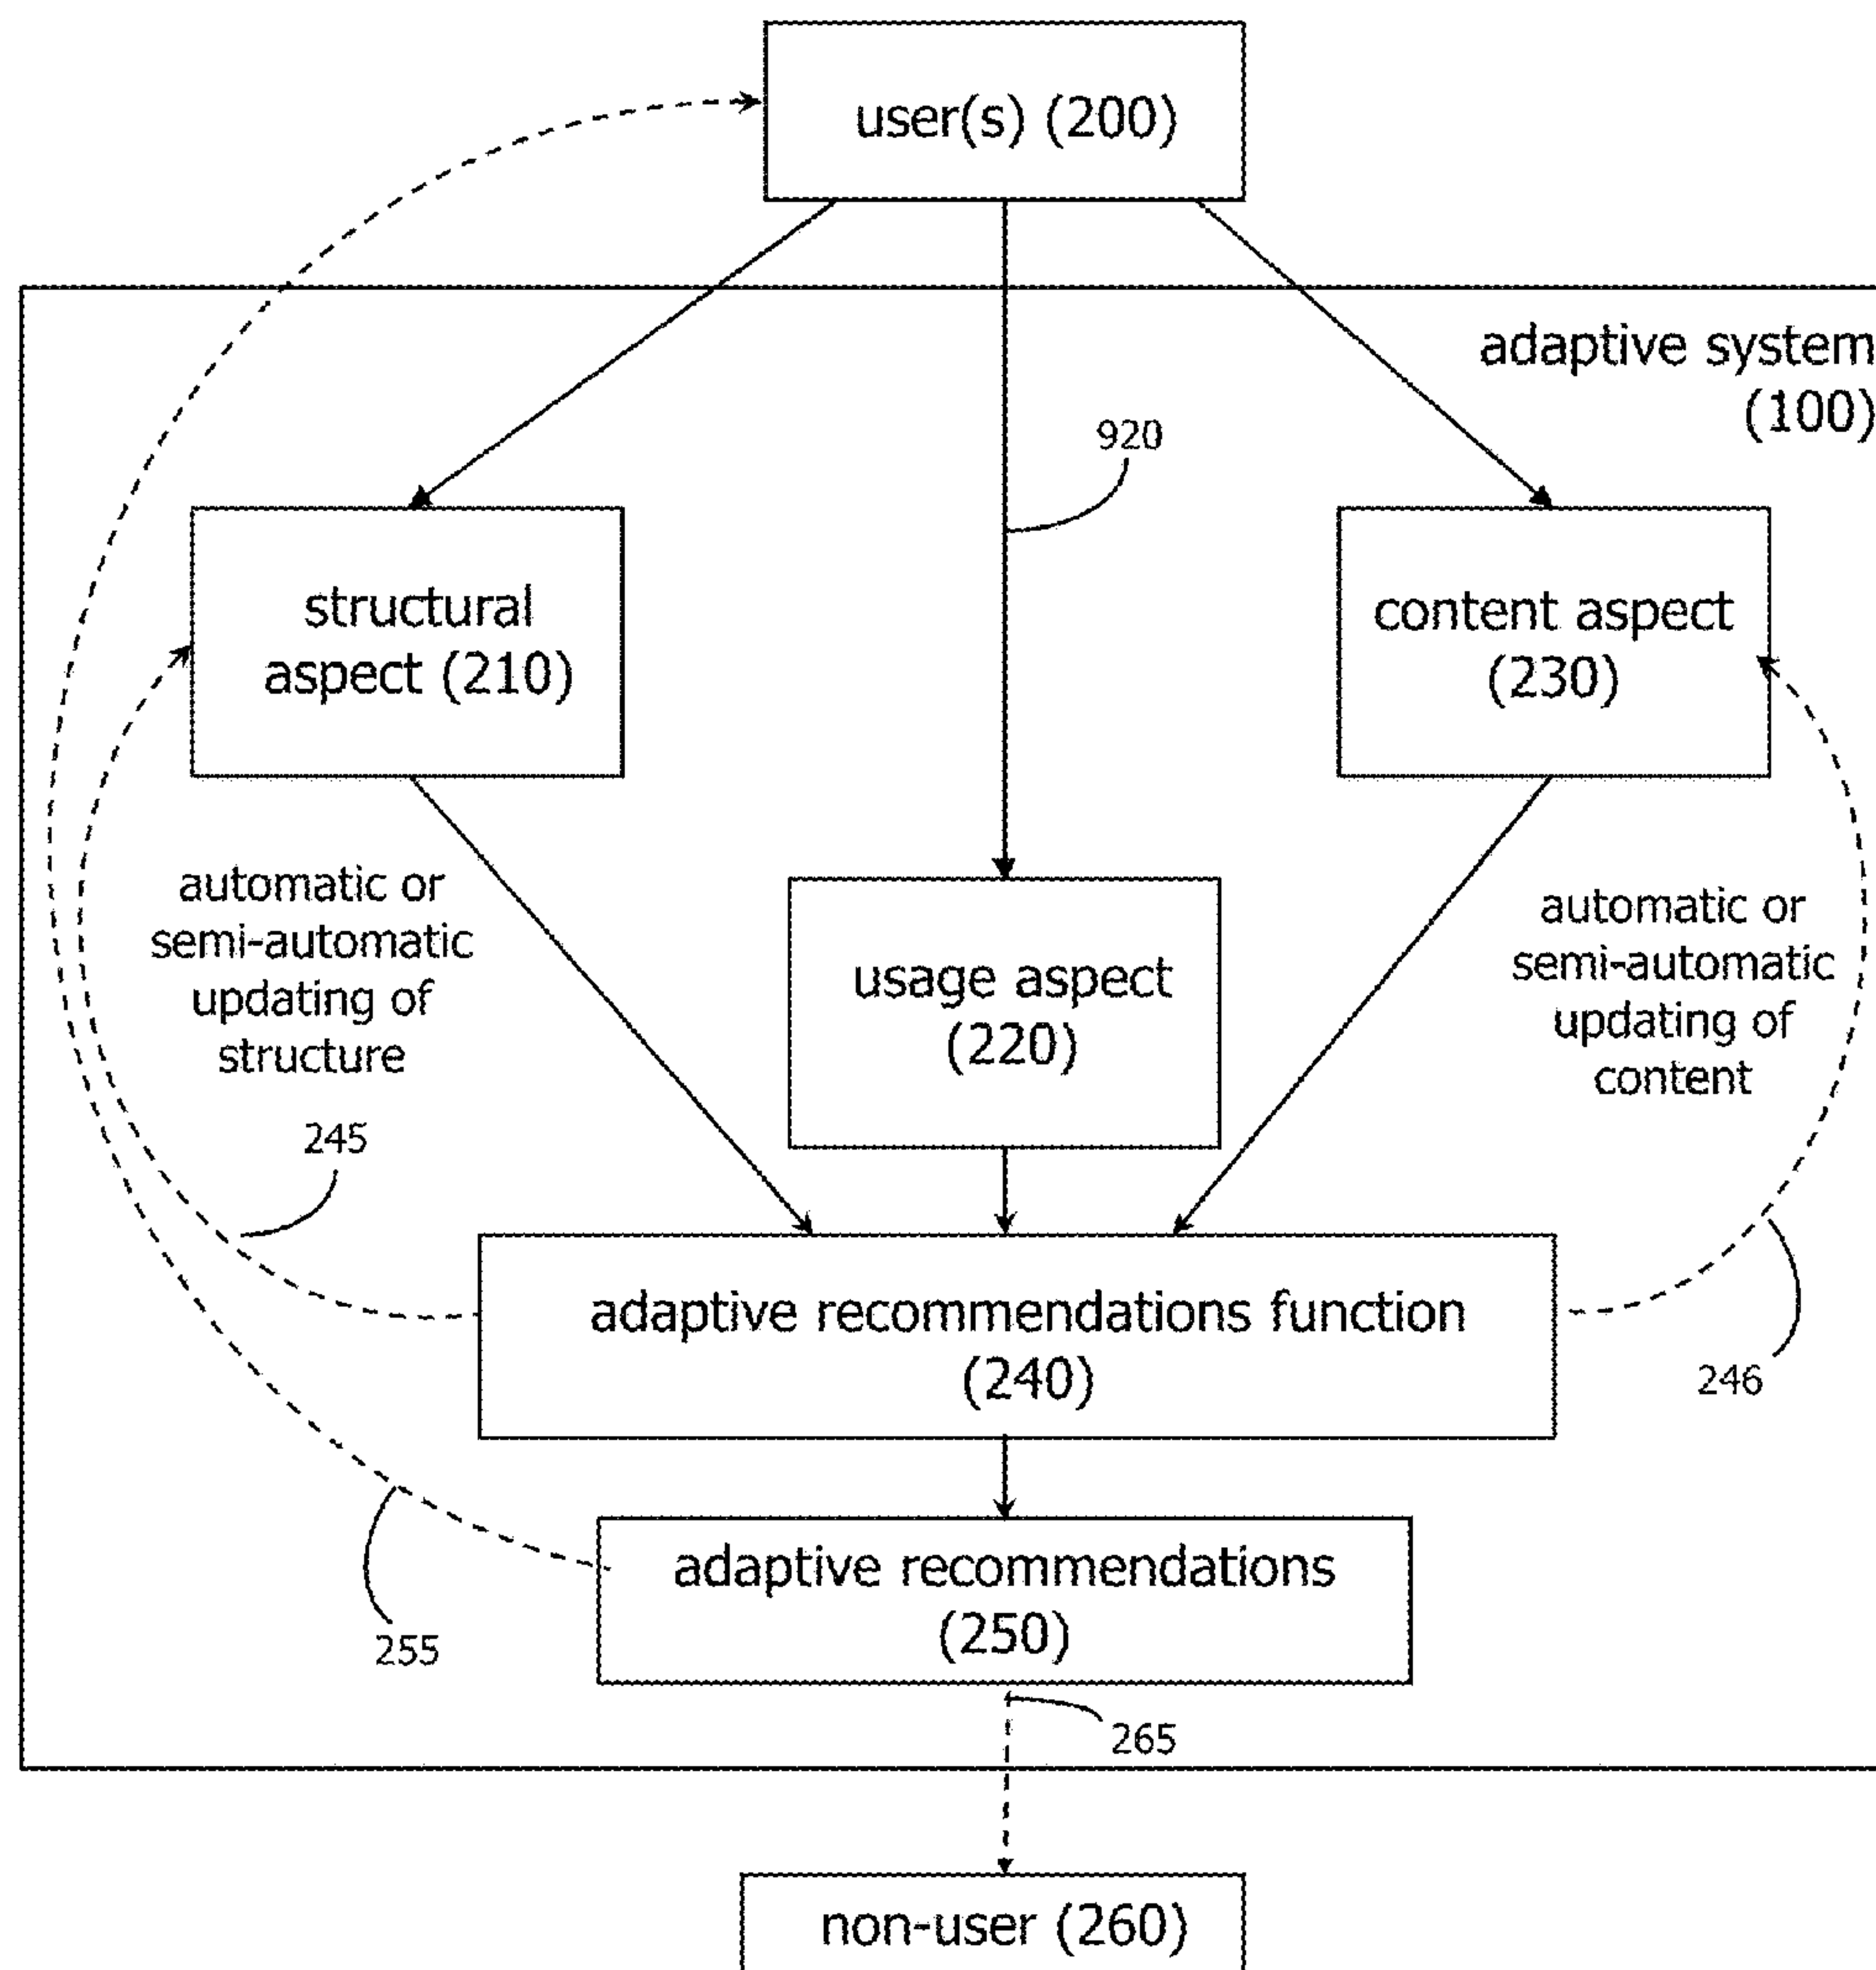 user(s) (200)
adaptive system
(100)
920
structural
aspect (210)
content aspect
(230)
automatic or
semi-automatic
updating of
structure
usage aspect
(220)
automatic or
semi-automatic
updating of
content
245
adaptive recommendations function
(240)
246
adaptive recommendations
(250)
255
265
non-user (260)